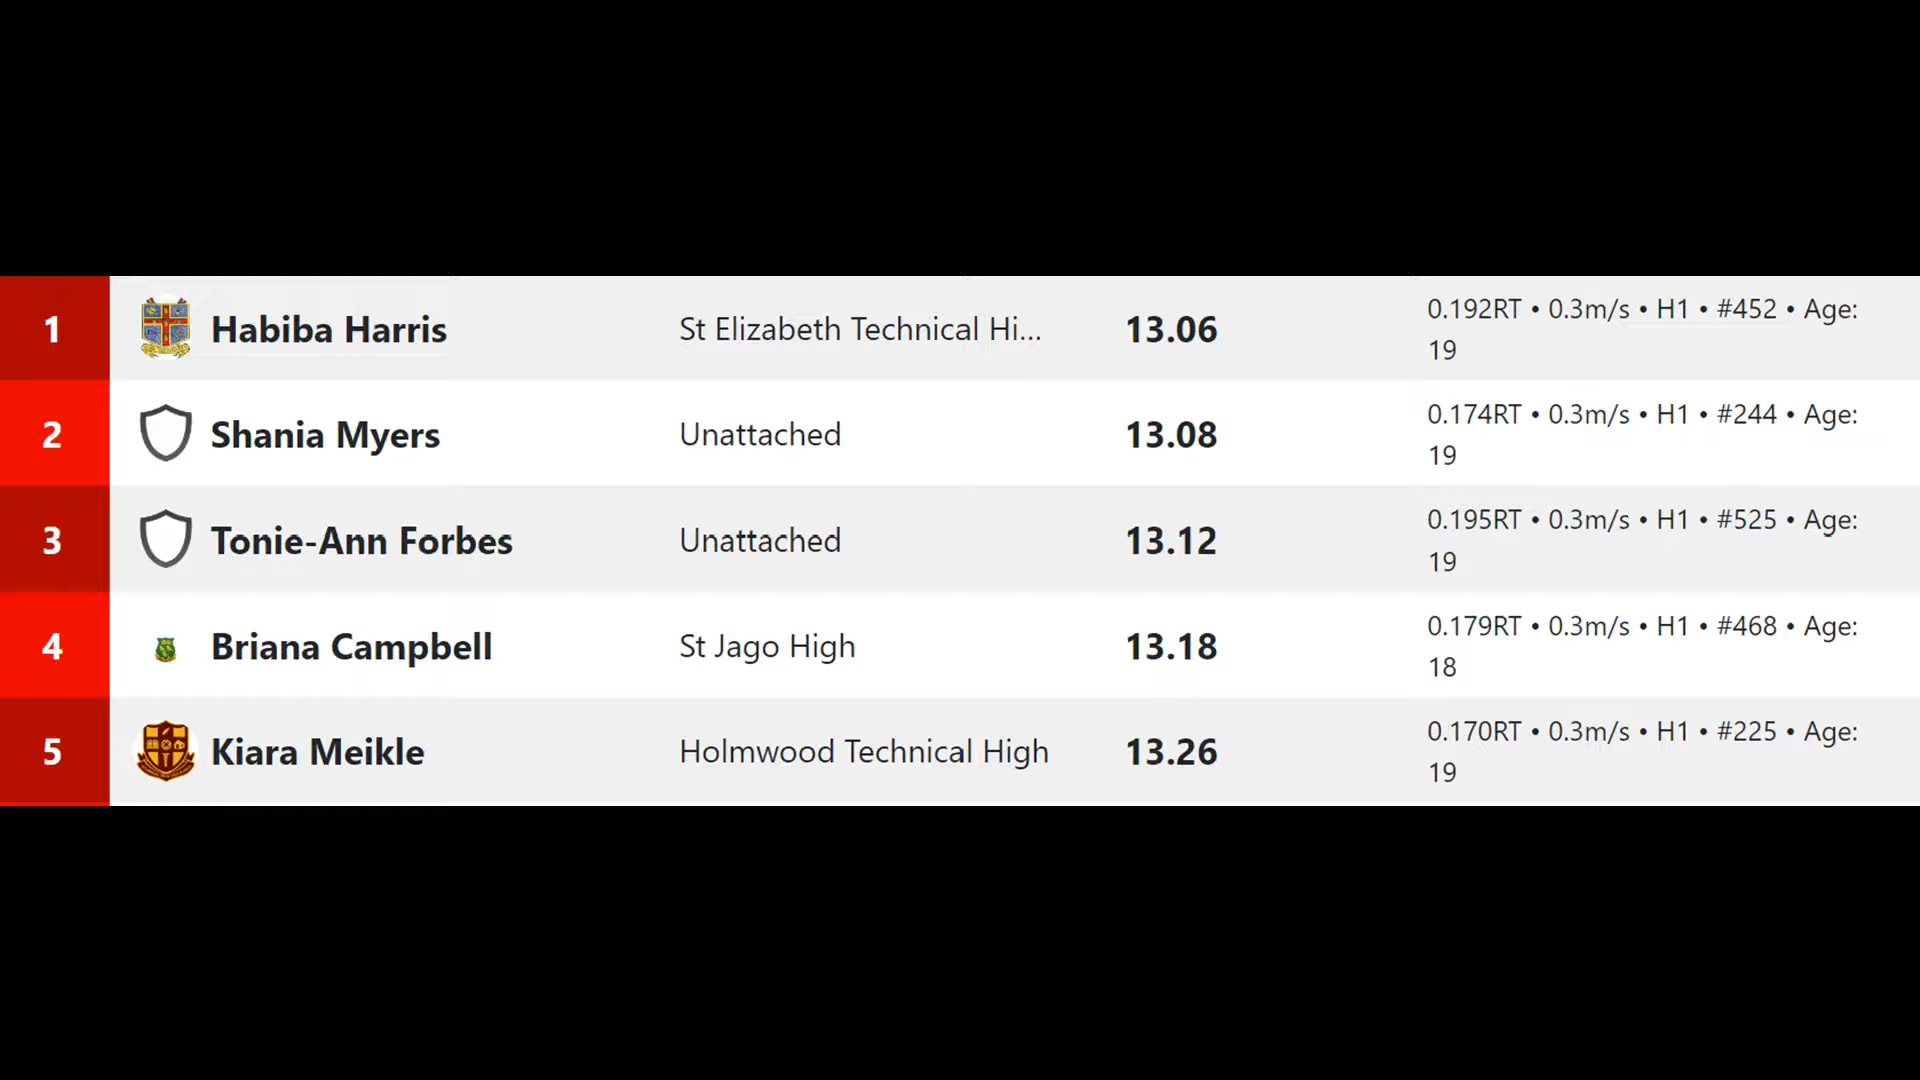 1 Habiba Harris St Elizabeth Technical Hi... 13.06 0.192RT • 0.3m/s • H1 • #452 • Age:
19
2 Shania Myers Unattached 13.08 0.174RT • 0.3m/s • H1 • #244 • Age:
19
3 Tonie-Ann Forbes Unattached 13.12 0.195RT • 0.3m/s • H1 • #525 • Age:
19
4 Briana Campbell St Jago High 13.18 0.179RT • 0.3m/s • H1 • #468 • Age:
18
5 Kiara Meikle Holmwood Technical High 13.26 0.170RT • 0.3m/s • H1 • #225 • Age:
19